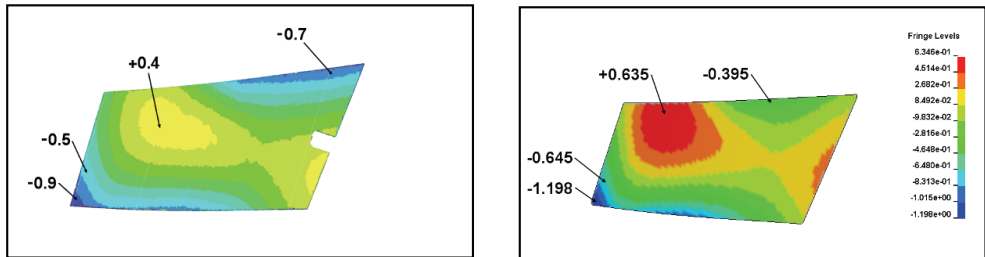 -0.7
+0.4
-0.5
-0.9
+0.635
-0.395
-0.645
-1.198
Fringe Levels
6.346e-01
4.514e-01
2.682e-01
8.492e-02
-9.832e-02
-2.816e-01
-4.648e-01
-6.480e-01
-8.313e-01
-1.015e+00
-1.198e+00